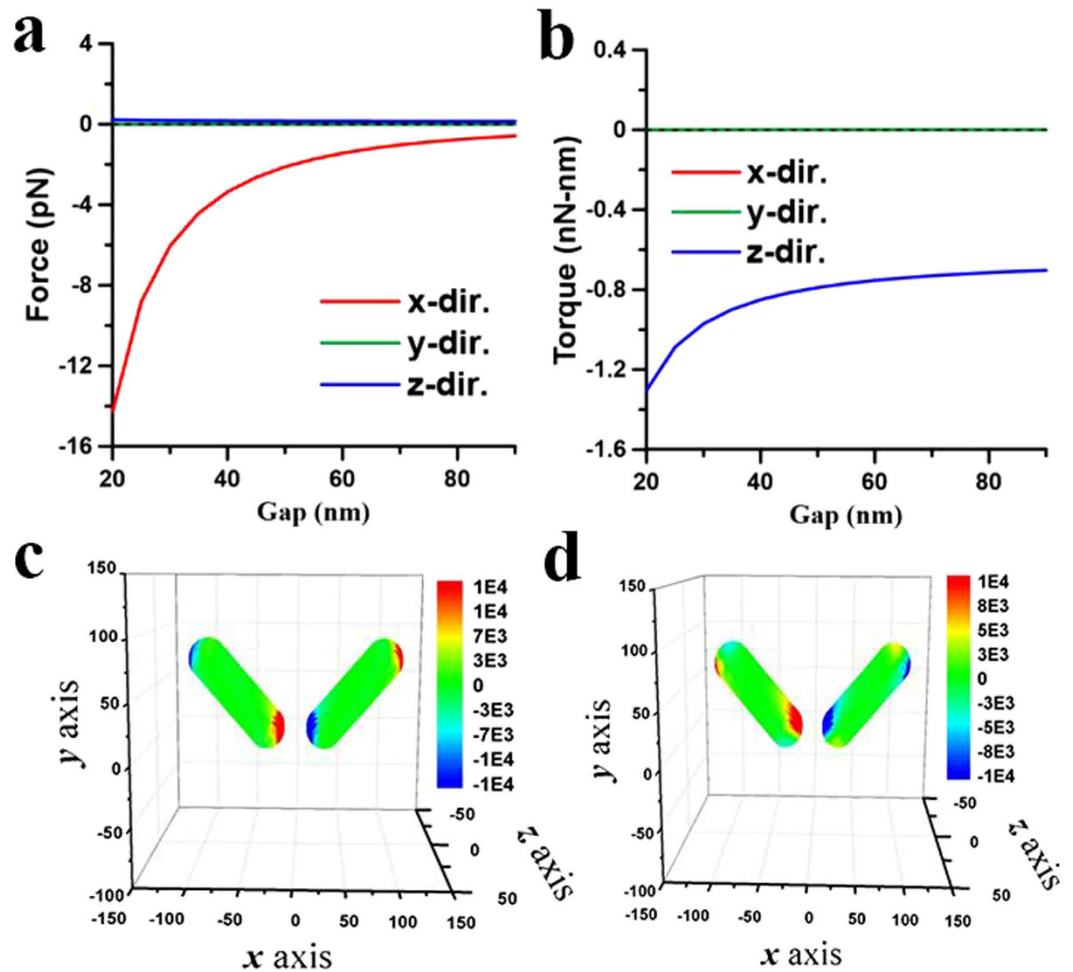 a
4
0
-4
-8
-12
-16
Force (pN)
x-dir.
y-dir.
z-dir.
20
40
60
80
Gap (nm)
b
0.4
0
-0.4
-0.8
-1.2
-1.6
Torque (nN-nm)
x-dir.
y-dir.
z-dir.
20
40
60
80
Gap (nm)
c
150
100
50
0
-50
-100
y axis
1E4
1E4
7E3
3E3
0
-3E3
-7E3
-1E4
-1E4
-50
0
50
z axis
-150
-100
-50
0
50
100
150
x axis
d
150
100
50
0
-50
-100
y axis
1E4
8E3
5E3
3E3
0
-3E3
-5E3
-8E3
-1E4
-50
0
50
z axis
-150
-100
-50
0
50
100
150
x axis